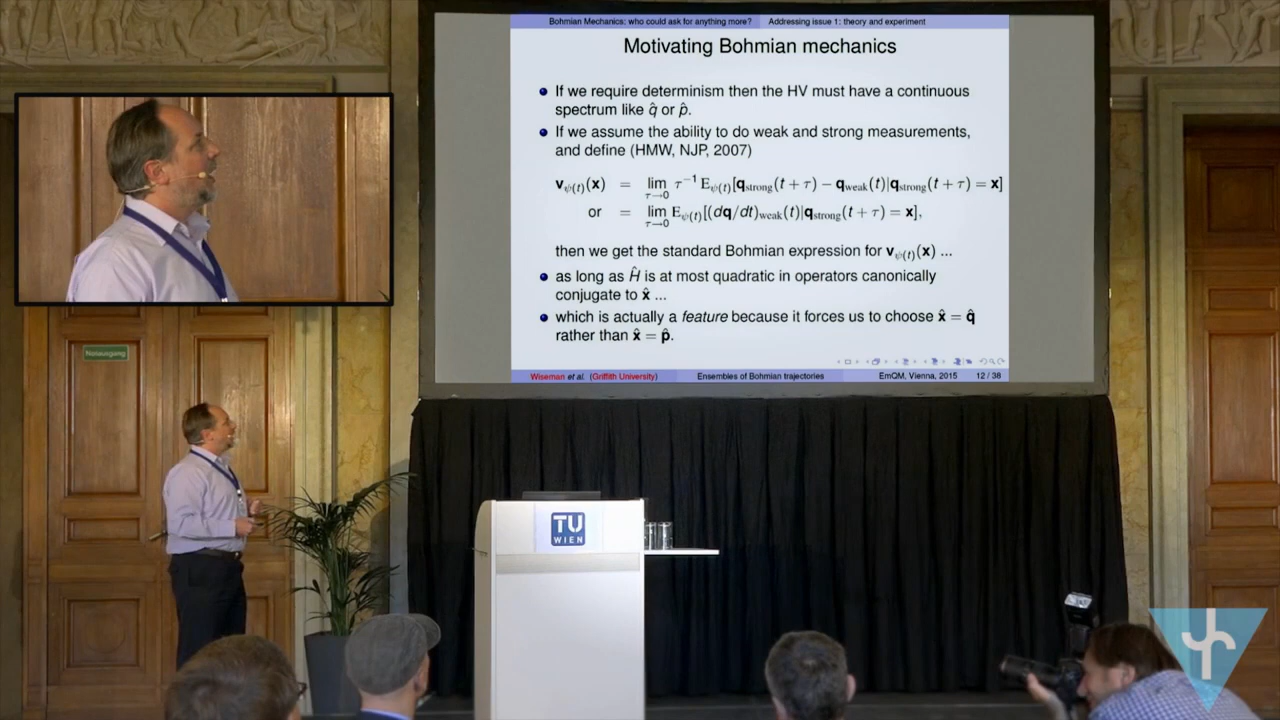 Bohmian Mechanics: who could ask for anything more? Addressing issue 1: theory and experiment
Motivating Bohmian mechanics
If we require determinism then the HV must have a continuous
spectrum like q̂ or p̂.
If we assume the ability to do weak and strong measurements,
and define (HMW, NJP, 2007)
v_ψ(t)(x) = lim_τ→0 τ⁻¹ E_ψ(t)[q_strong(t + τ) − q_weak(t)|q_strong(t + τ) = x]
or = lim_τ→0 E_ψ(t)[(dq/dt)_weak(t)|q_strong(t + τ) = x],
then we get the standard Bohmian expression for v_ψ(t)(x) ...
as long as Ĥ is at most quadratic in operators canonically
conjugate to x̂ ...
which is actually a feature because it forces us to choose x̂ = q̂
rather than x̂ = p̂.
Wiseman et al. (Griffith University) Ensembles of Bohmian trajectories EmQM, Vienna, 2015 12 / 38
Notausgang
TU
WIEN